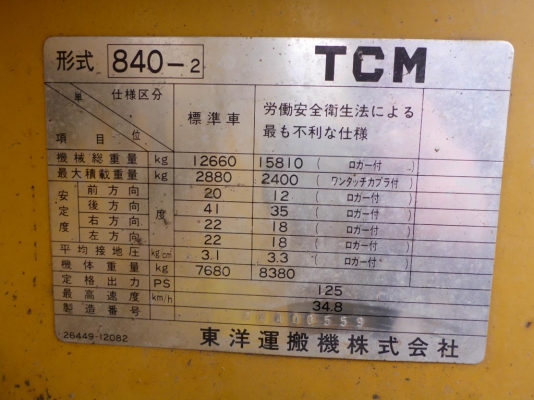 形式 840-2 TCM
単位 仕様区分 項目 標準車 労働安全衛生法による
最も不利な仕様
機械総重量 kg 12660 15810 (ロガー付
最大積載重量 kg 2880 2400 (ワンタッチカプラ付)
安定度 前方向 度 20 12 (ロガー付
後方向 41 35 (ロガー付
右方向 22 18 (ロガー付
左方向 22 18 (ロガー付
平均接地圧 kg/cm 3.1 3.3 (ロガー付
機体重量 kg 7680 8380
定格出力 PS 125
最高速度 km/h 34.8
製造番号
26449-12082 東洋運搬機株式会社